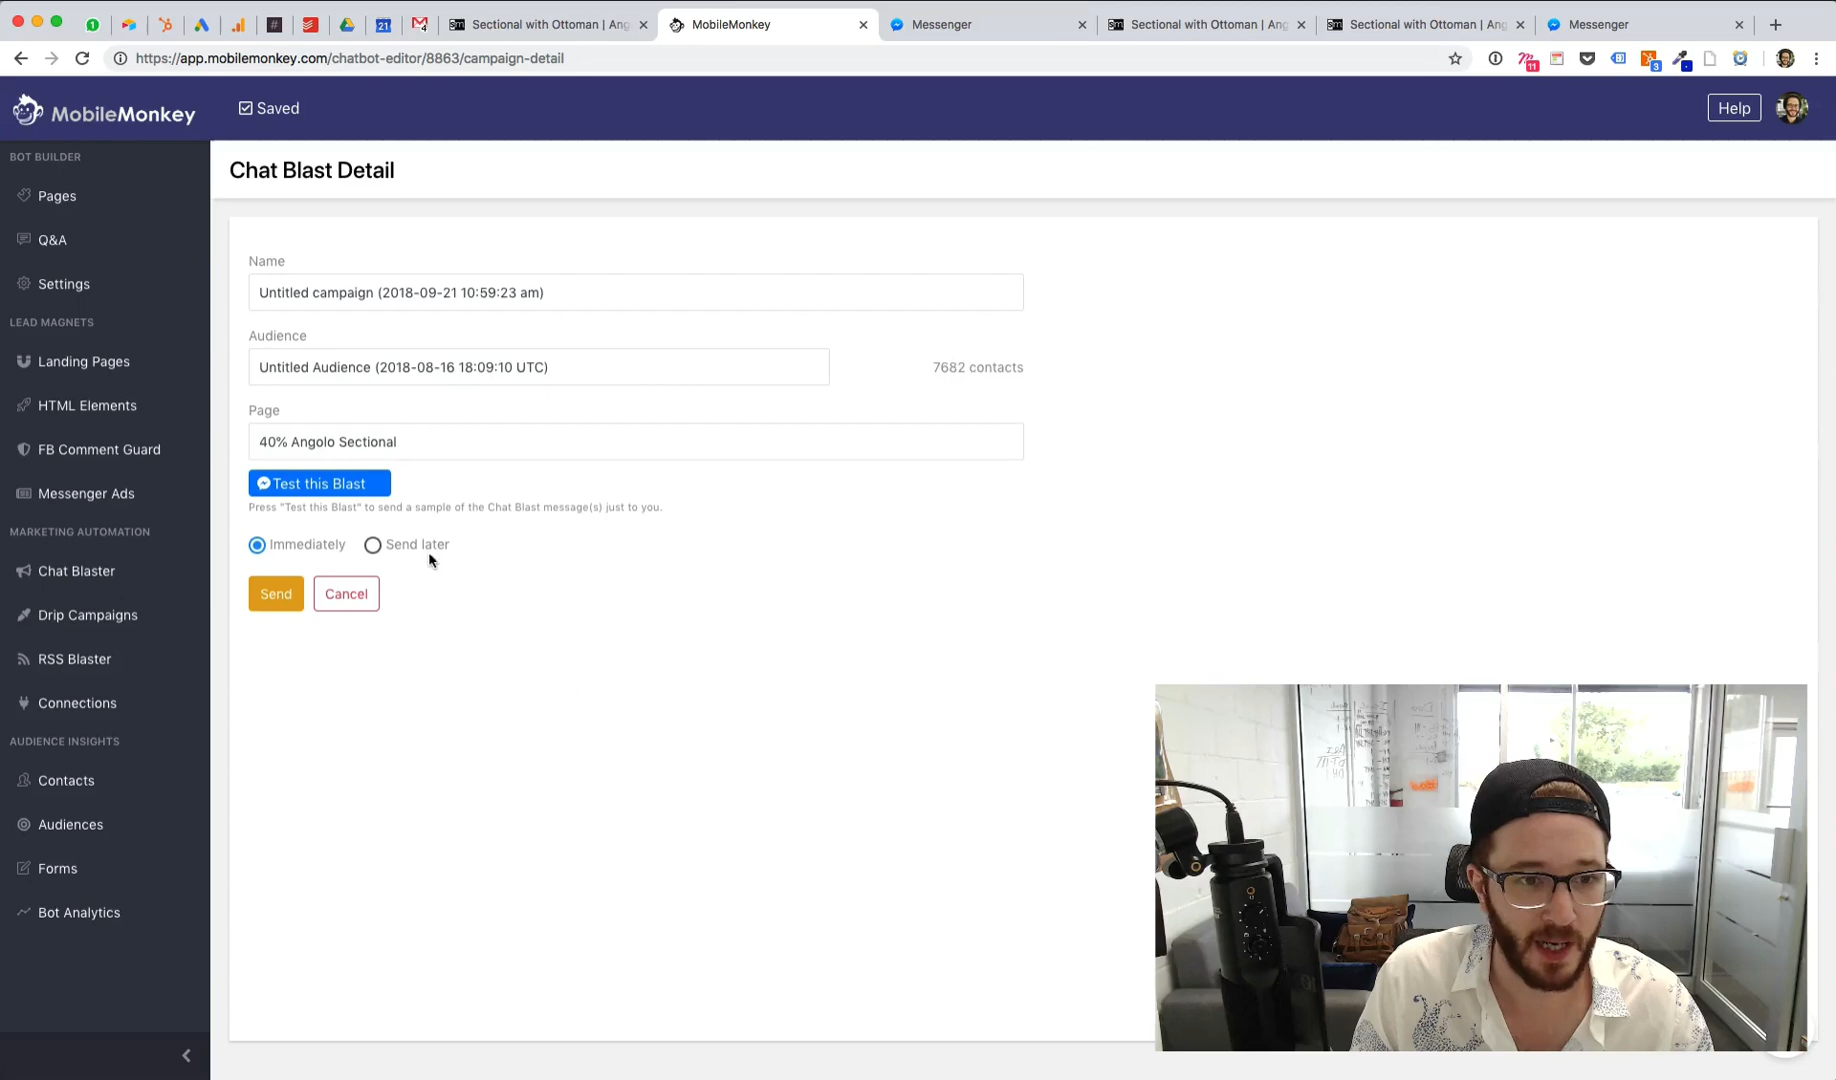 1
#
21
4
Sectional with Ottoman | Ang
MobileMonkey
Messenger
Sectional with Ottoman | Ang
Sectional with Ottoman | Ang
Messenger
https://app.mobilemonkey.com/chatbot-editor/8863/campaign-detail
11
3
MobileMonkey
Saved
Help
BOT BUILDER
Pages
Q&A
Settings
LEAD MAGNETS
Landing Pages
HTML Elements
FB Comment Guard
Messenger Ads
MARKETING AUTOMATION
Chat Blaster
Drip Campaigns
RSS Blaster
Connections
AUDIENCE INSIGHTS
Contacts
Audiences
Forms
Bot Analytics
Chat Blast Detail
Name
Untitled campaign (2018-09-21 10:59:23 am)
Audience
Untitled Audience (2018-08-16 18:09:10 UTC)
7682 contacts
Page
40% Angolo Sectional
Test this Blast
Press "Test this Blast" to send a sample of the Chat Blast message(s) just to you.
Immediately
Send later
Send
Cancel